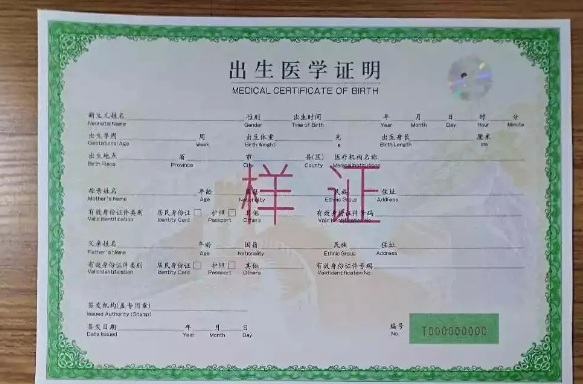 出生医学证明
MEDICAL CERTIFICATE OF BIRTH
新生儿姓名 性别 出生时间 年 月 日 时 分
Neonate Name Gender Time of Birth Year Month Day Hour Minute
出生孕周 周 出生体重 克 出生身长 厘米
Gestational Age Week Birth Weight g Birth Length cm
出生地点 省 市 县(区) 医疗机构名称
Birth Place Province City County Medical Institutions
样 证
母亲姓名 年龄 国籍 民族 住址
Mother's Name Age Nationality Ethnic Group Address
有效身份证件类别 居民身份证 护照 其他 有效身份证件号码
Valid Identification Identity Card Passport Others Valid Identification No.
父亲姓名 年龄 国籍 民族 住址
Father's Name Age Nationality Ethnic Group Address
有效身份证件类别 居民身份证 护照 其他 有效身份证件号码
Valid Identification Identity Card Passport Others Valid Identification No.
签发机构(盖专用章)
Issued Authority (Stamp)
签发日期 年 月 日 编号
Date Issued Year Month Day No. T000000000